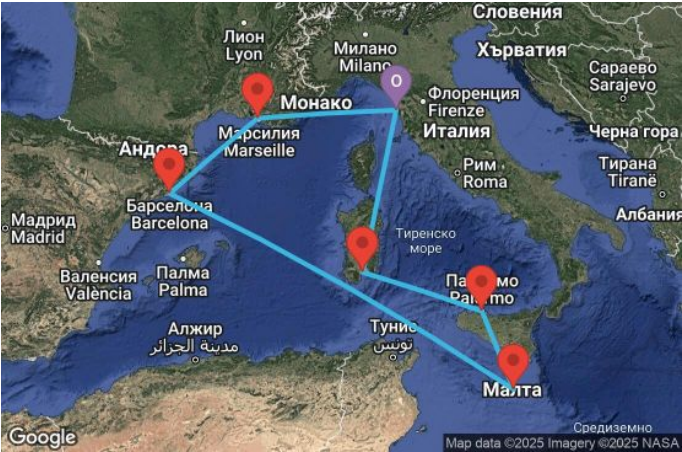 Словения
Лион
Lyon
Милано
Milano
Хърватия
Сараево
Sarajevo
O
Монако
Флоренция
Firenze
Марсилия
Marseille
Италия
Черна гора
Андора
Рим
Roma
Тирана
Tiranë
Барселона
Barcelona
Мадрид
Madrid
Албания
Тиренско
море
Валенсия
València
Палма
Palma
Палермо
Palermo
Алжир
مدينة الجزائر
Тунис
تونس
Малта
Средиземно
Google
Map data ©2025 Imagery ©2025 NASA